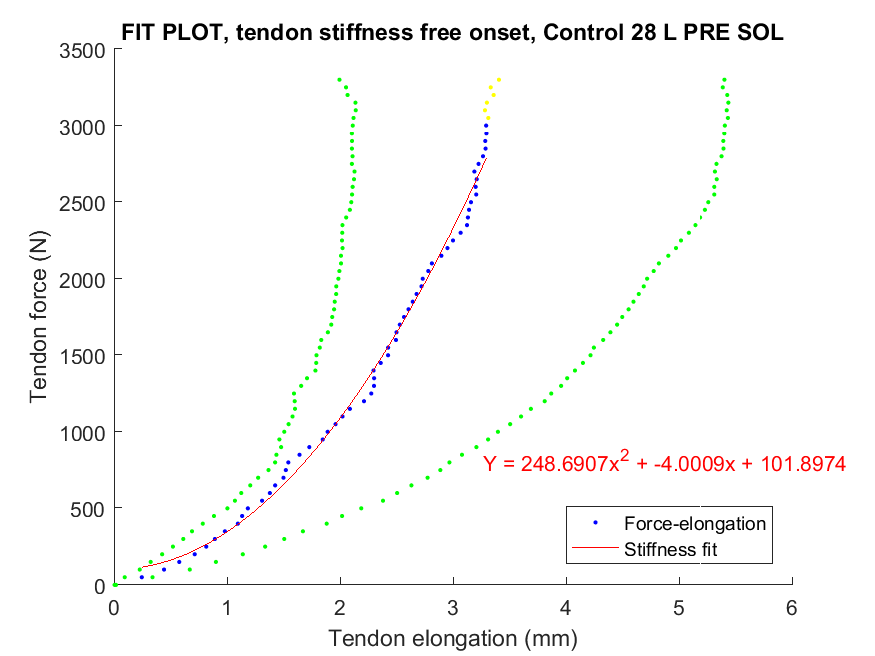 FIT PLOT, tendon stiffness free onset, Control 28 L PRE SOL
3500
3000
2500
2000
1500
1000
500
0
Tendon force (N)
Y = 248.6907x² + -4.0009x + 101.8974
Force-elongation
Stiffness fit
0 1 2 3 4 5 6
Tendon elongation (mm)